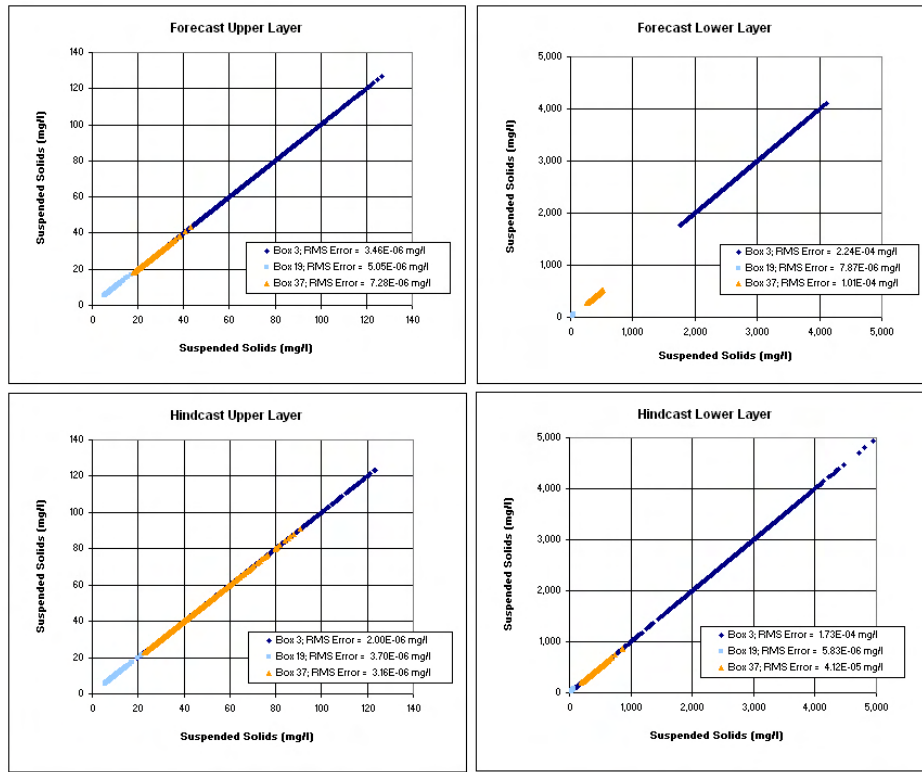 Forecast Upper Layer
140
120
100
80
60
40
20
0
0 20 40 60 80 100 120 140
Suspended Solids (mg/l)
Suspended Solids (mg/l)
Box 3; RMS Error = 3.46E-06 mg/l
Box 19; RMS Error = 5.05E-06 mg/l
Box 37; RMS Error = 7.28E-06 mg/l
Forecast Lower Layer
5,000
4,000
3,000
2,000
1,000
0
0 1,000 2,000 3,000 4,000 5,000
Suspended Solids (mg/l)
Suspended Solids (mg/l)
Box 3; RMS Error = 2.24E-04 mg/l
Box 19; RMS Error = 7.87E-06 mg/l
Box 37; RMS Error = 1.01E-04 mg/l
Hindcast Upper Layer
140
120
100
80
60
40
20
0
0 20 40 60 80 100 120 140
Suspended Solids (mg/l)
Suspended Solids (mg/l)
Box 3; RMS Error = 2.00E-06 mg/l
Box 19; RMS Error = 3.70E-06 mg/l
Box 37; RMS Error = 3.16E-06 mg/l
Hindcast Lower Layer
5,000
4,000
3,000
2,000
1,000
0
0 1,000 2,000 3,000 4,000 5,000
Suspended Solids (mg/l)
Suspended Solids (mg/l)
Box 3; RMS Error = 1.73E-04 mg/l
Box 19; RMS Error = 5.83E-06 mg/l
Box 37; RMS Error = 4.12E-05 mg/l